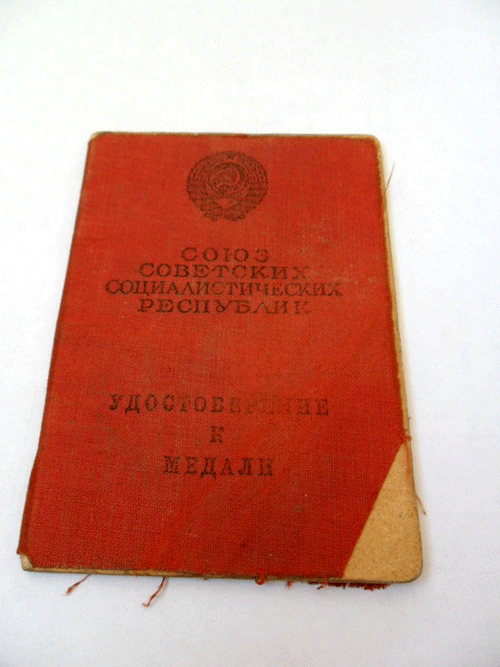 СОЮЗ
СОВЕТСКИХ
СОЦИАЛИСТИЧЕСКИХ
РЕСПУБЛИК
УДОСТОВЕРЕНИЕ
К
МЕДАЛИ